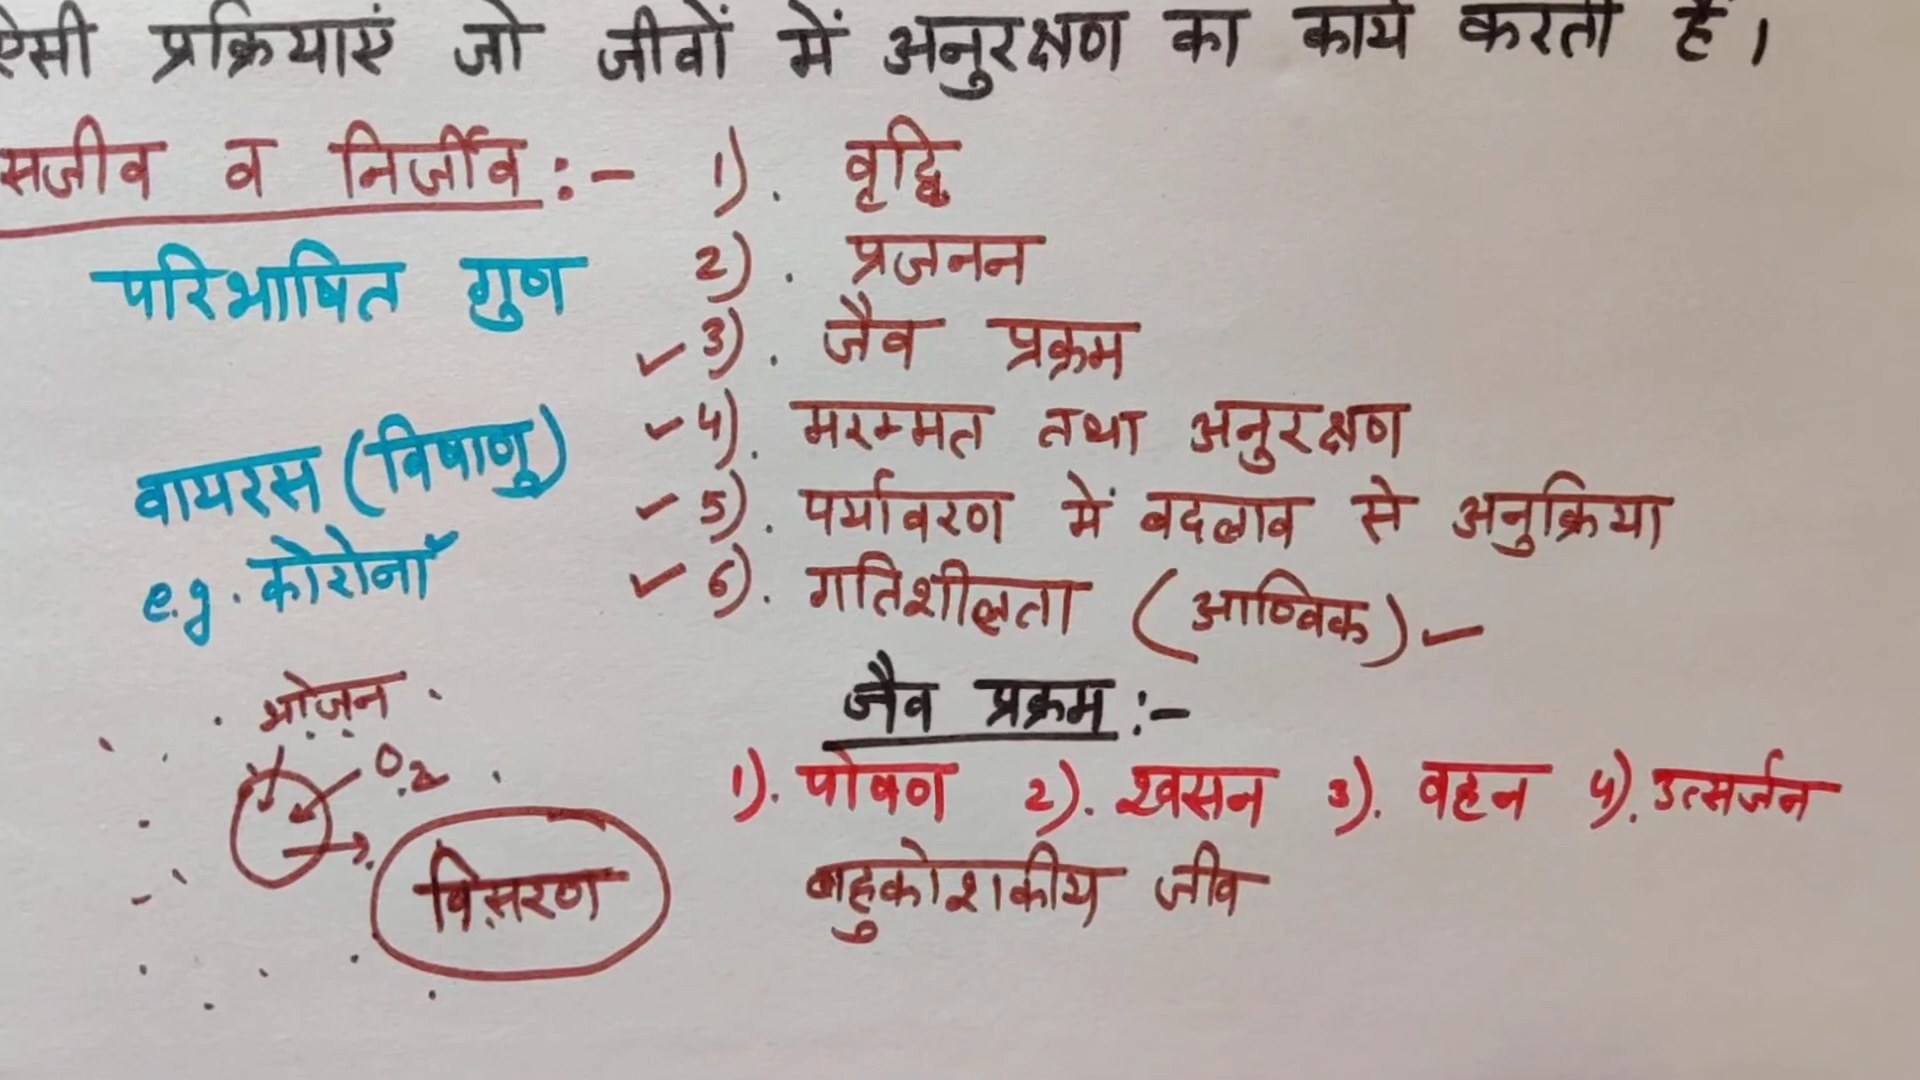 ऐसी प्रक्रियाएं जो जीवों में अनुरक्षण का कार्य करती हैं।
सजीव व निर्जीव :- 1). वृद्धि
परिभाषित गुण 2). प्रजनन
3). जैव प्रक्रम
4). मरम्मत तथा अनुरक्षण
वायरस (विषाणु)
5). पर्यावरण में बदलाव से अनुक्रिया
e.g. कोरोनॉ
6). गतिशीलता (आण्विक)
जैव प्रक्रम :-
1). पोषण 2). श्वसन 3). वहन 4). उत्सर्जन
बहुकोशकीय जीव
भोजन
O2
विसरण